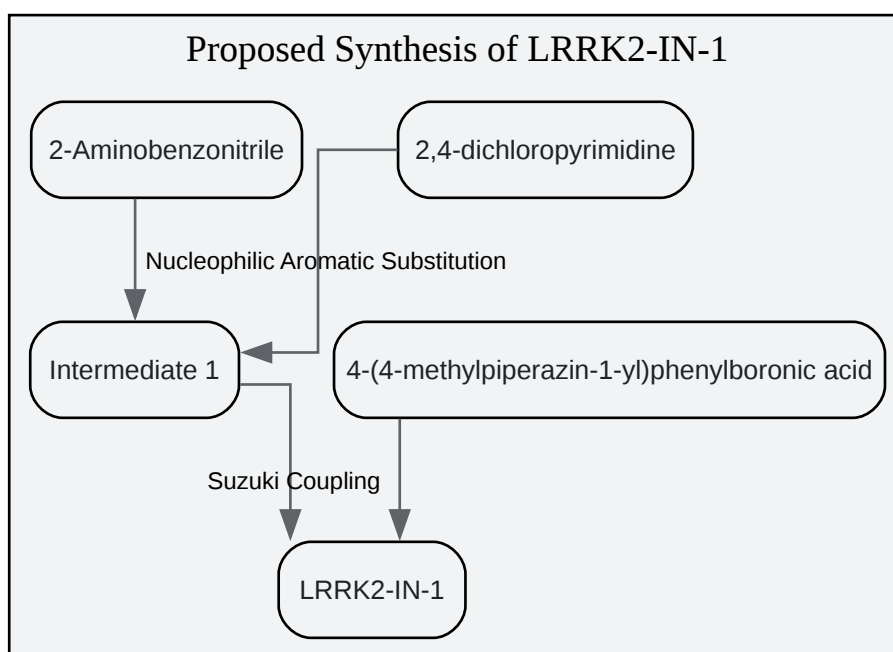 Proposed Synthesis of LRRK2-IN-1
2-Aminobenzonitrile
2,4-dichloropyrimidine
Nucleophilic Aromatic Substitution
Intermediate 1
4-(4-methylpiperazin-1-yl)phenylboronic acid
Suzuki Coupling
LRRK2-IN-1